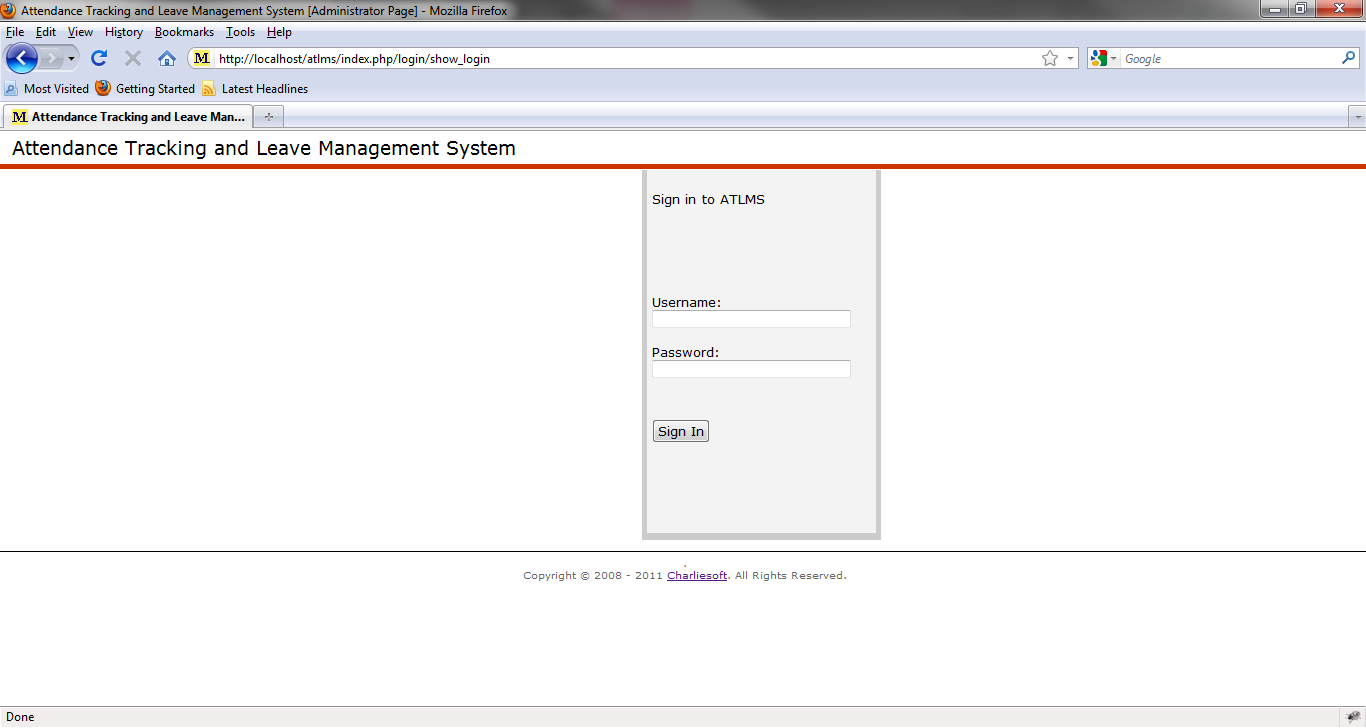 Attendance Tracking and Leave Management System [Administrator Page] - Mozilla Firefox
File Edit View History Bookmarks Tools Help
M http://localhost/atlms/index.php/login/show_login Google
Most Visited Getting Started Latest Headlines
M Attendance Tracking and Leave Man...
Attendance Tracking and Leave Management System
Sign in to ATLMS
Username:
Password:
Sign In
Copyright © 2008 - 2011 Charliesoft. All Rights Reserved.
Done